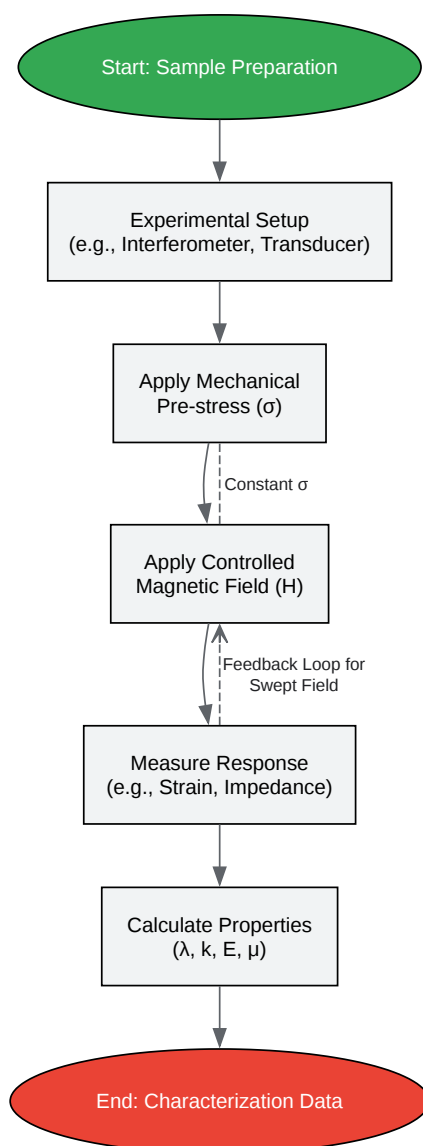 Start: Sample Preparation
Experimental Setup
(e.g., Interferometer, Transducer)
Apply Mechanical
Pre-stress (σ)
Constant σ
Apply Controlled
Magnetic Field (H)
Feedback Loop for
Swept Field
Measure Response
(e.g., Strain, Impedance)
Calculate Properties
(λ, k, E, μ)
End: Characterization Data